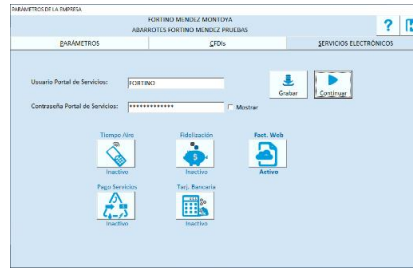 PARAMETROS DE LA EMPRESA
FORTINO MENDEZ MONTOYA
ABARROTES FORTINO MENDEZ PRUEBAS
?
PARÁMETROS CFDIs SERVICIOS ELECTRÓNICOS
Usuario Portal de Servicios: FORTINO
Grabar Continuar
Contraseña Portal de Servicios: ************* Mostrar
Tiempo Aire Fidelización Fact. Web
Inactivo Inactivo Activo
Pago Servicios Tarj. Bancaria
Inactivo Inactivo